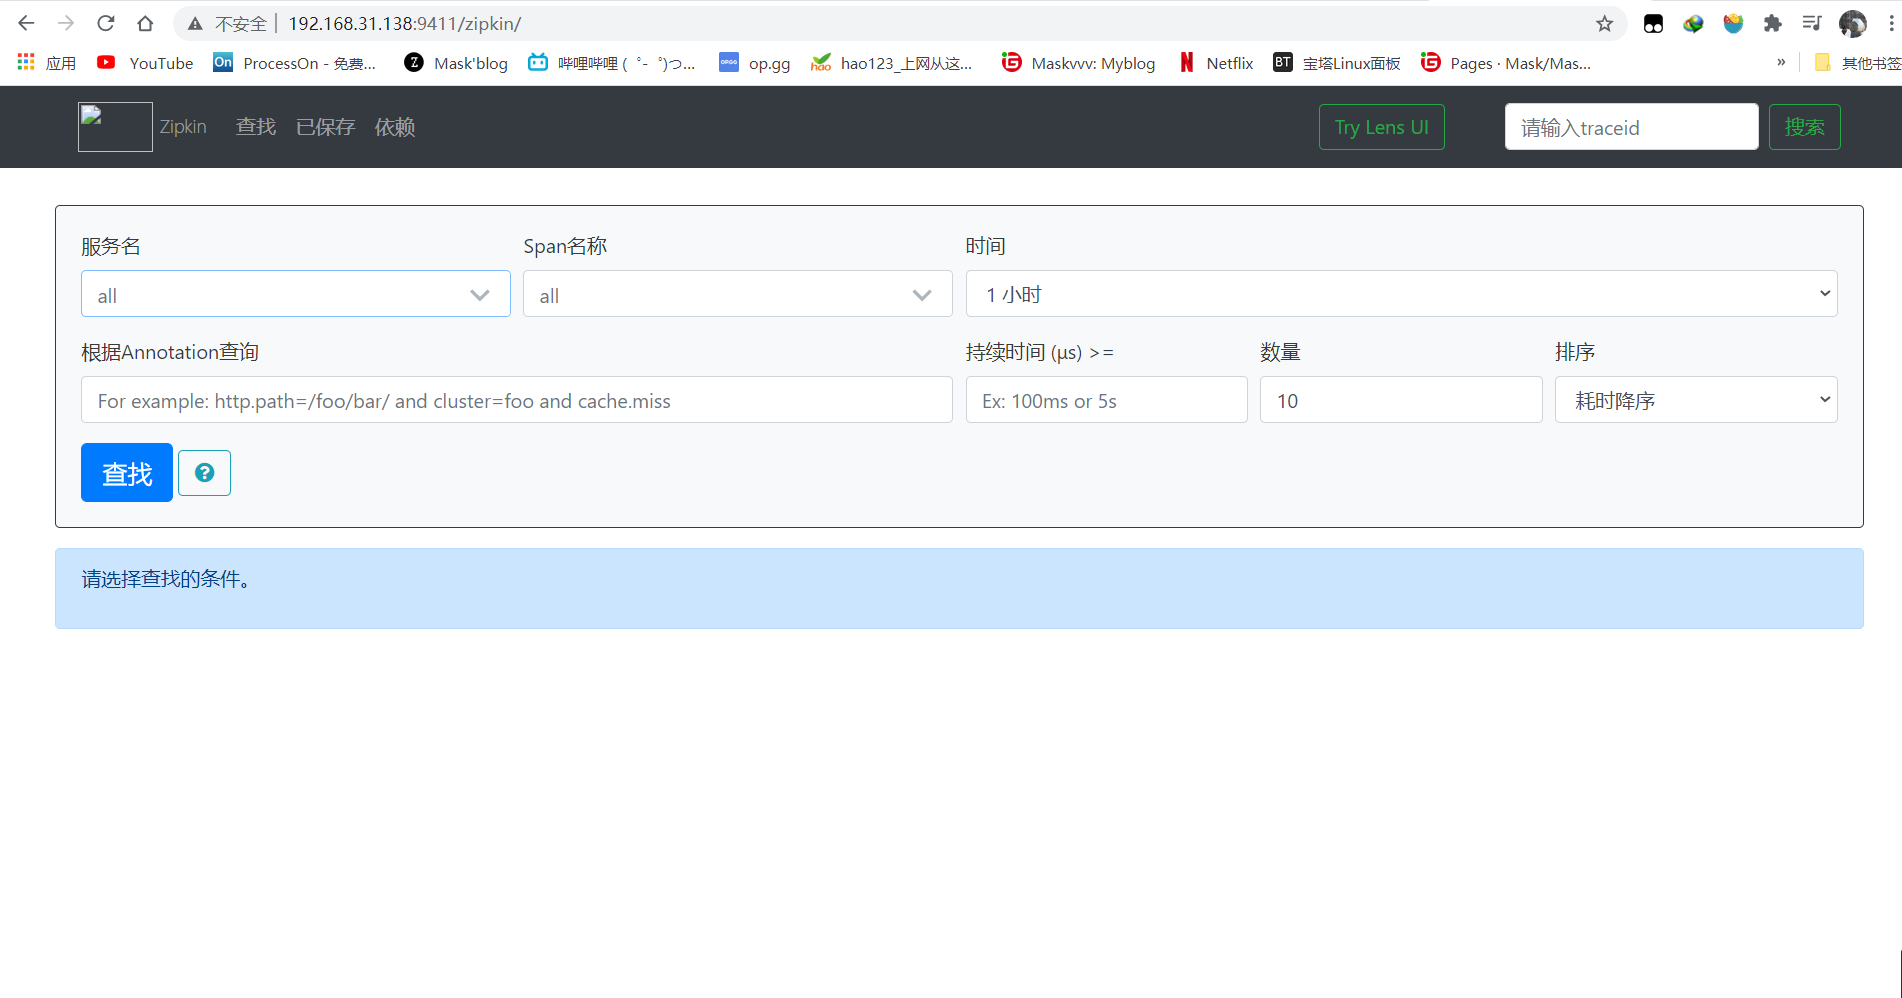 不安全 192.168.31.138:9411/zipkin/
应用 YouTube ProcessOn - 免费... Mask'blog 哔哩哔哩 ( ゜- ゜)つ... op.gg hao123_上网从这... Maskvvv: Myblog Netflix 宝塔Linux面板 Pages · Mask/Mas... » 其他书签
Zipkin 查找 已保存 依赖 Try Lens UI 请输入traceid 搜索
服务名 Span名称 时间
all all 1 小时
根据Annotation查询 持续时间 (μs) >= 数量 排序
For example: http.path=/foo/bar/ and cluster=foo and cache.miss Ex: 100ms or 5s 10 耗时降序
查找
请选择查找的条件。